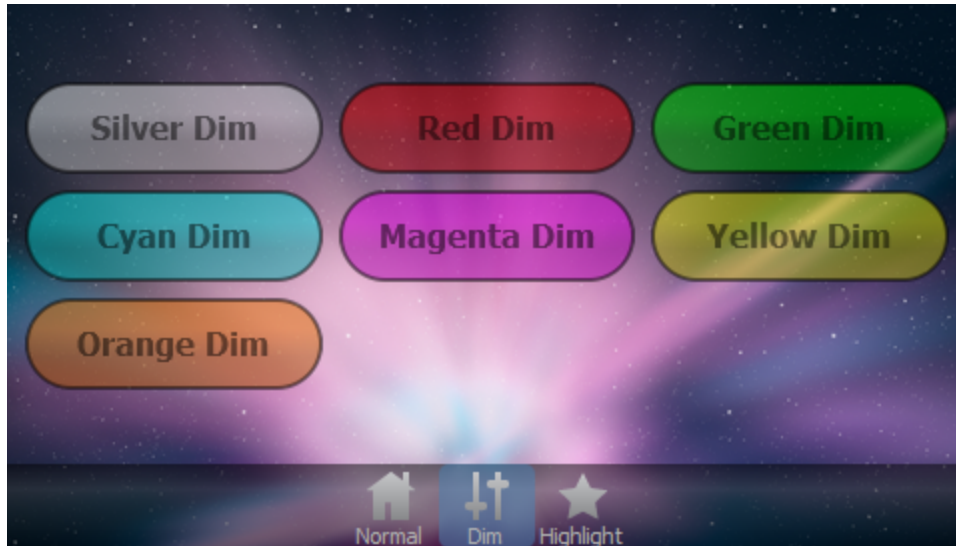 Silver Dim Red Dim Green Dim
Cyan Dim Magenta Dim Yellow Dim
Orange Dim
Normal Dim Highlight